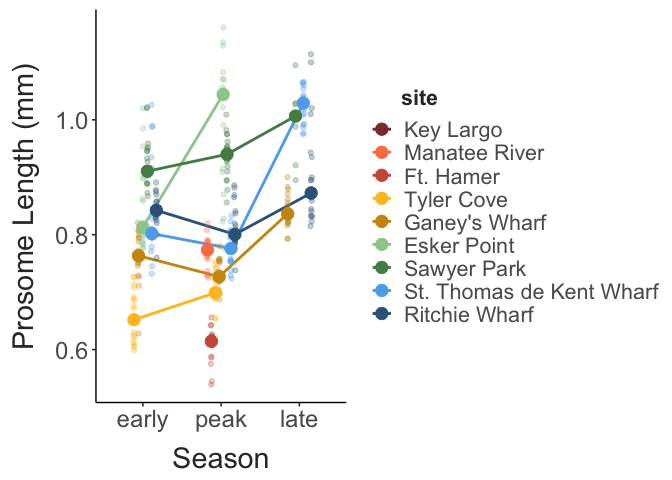 Prosome Length (mm)
1.0
0.8
0.6
early peak late
Season
site
Key Largo
Manatee River
Ft. Hamer
Tyler Cove
Ganey's Wharf
Esker Point
Sawyer Park
St. Thomas de Kent Wharf
Ritchie Wharf